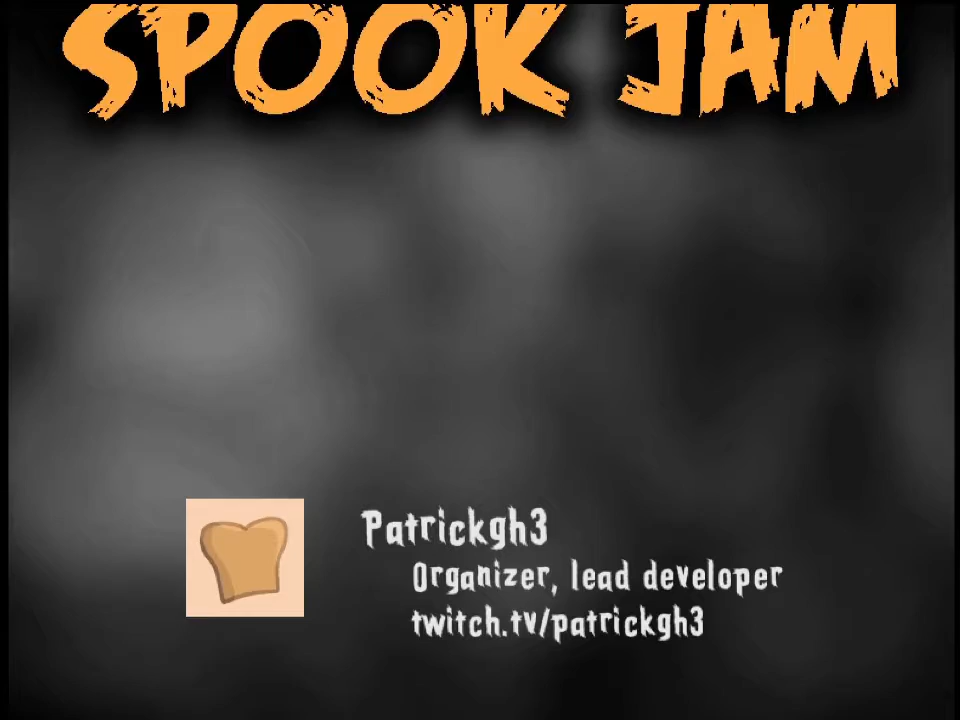 SPOOK JAM
Patrickgh3
Organizer, lead developer
twitch.tv/patrickgh3